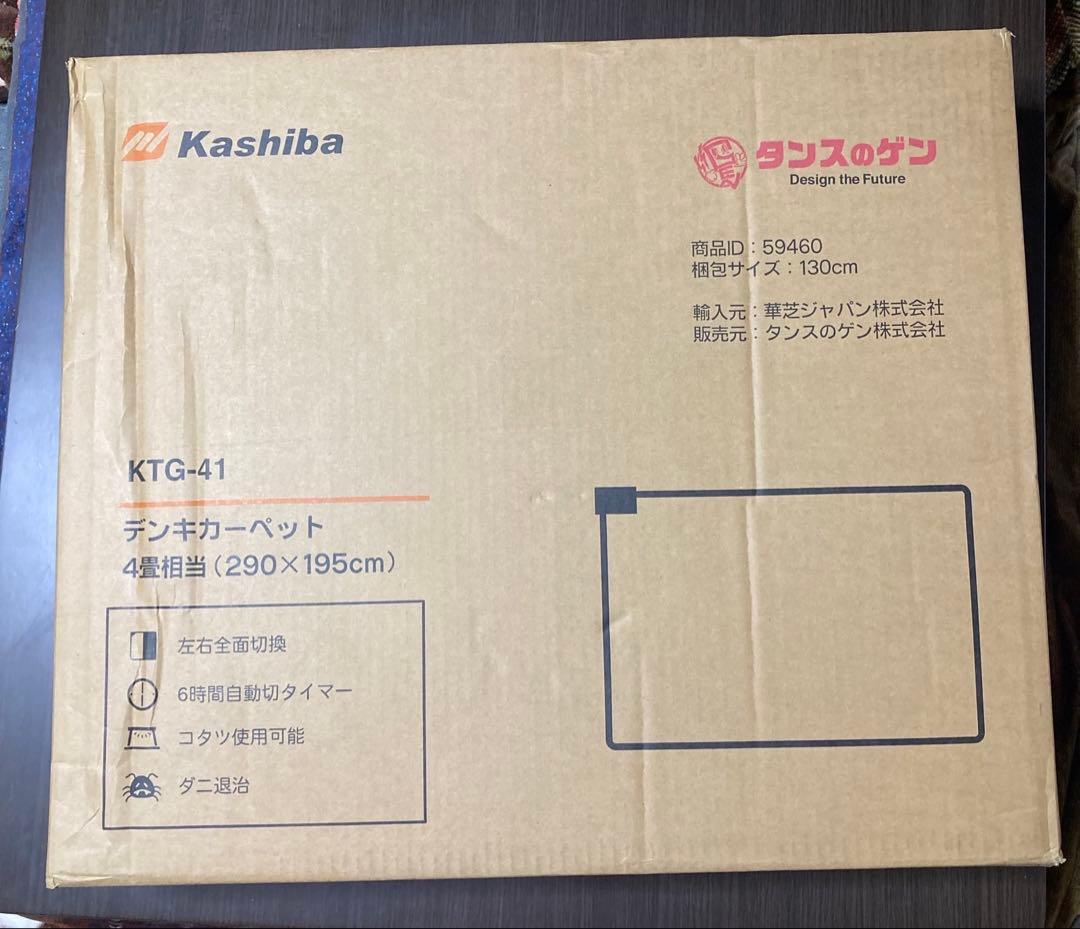 Kashiba
タンスのゲン
Design the Future
商品ID：59460
梱包サイズ：130cm
輸入元：華芝ジャパン株式会社
販売元：タンスのゲン株式会社
KTG-41
デンキカーペット
4畳相当（290×195cm）
左右全面切換
6時間自動切タイマー
コタツ使用可能
ダニ退治